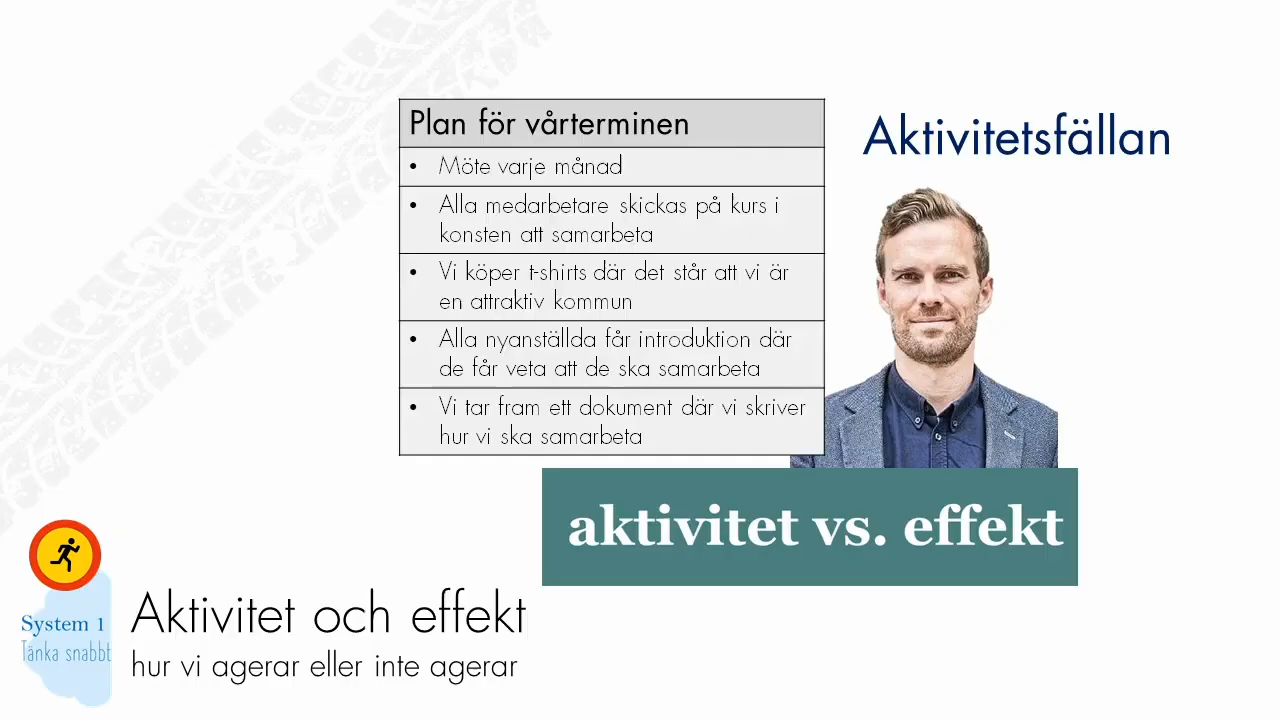 Plan för vårterminen
• Möte varje månad
• Alla medarbetare skickas på kurs i
konsten att samarbeta
• Vi köper t-shirts där det står att vi är
en attraktiv kommun
• Alla nyanställda får introduktion där
de får veta att de ska samarbeta
• Vi tar fram ett dokument där vi skriver
hur vi ska samarbeta
Aktivitetsfällan
aktivitet vs. effekt
System 1
Tänka snabbt
Aktivitet och effekt
hur vi agerar eller inte agerar